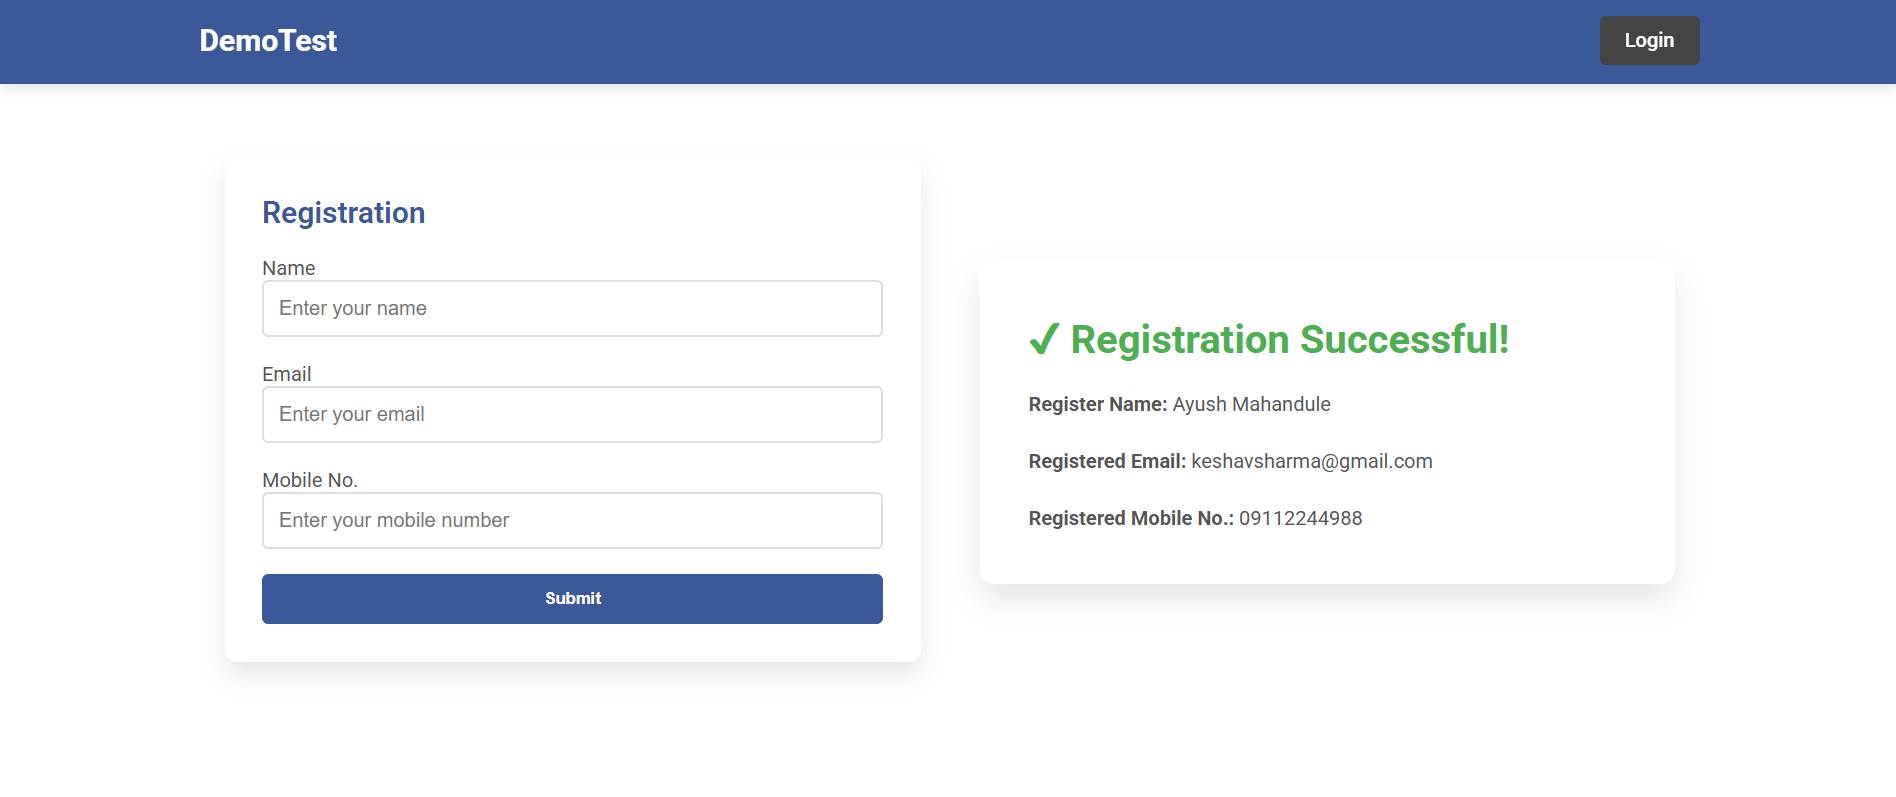 DemoTest
Login
Registration
Name
Enter your name
Email
Enter your email
Mobile No.
Enter your mobile number
Submit
✔ Registration Successful!
Register Name: Ayush Mahandule
Registered Email: keshavsharma@gmail.com
Registered Mobile No.: 09112244988